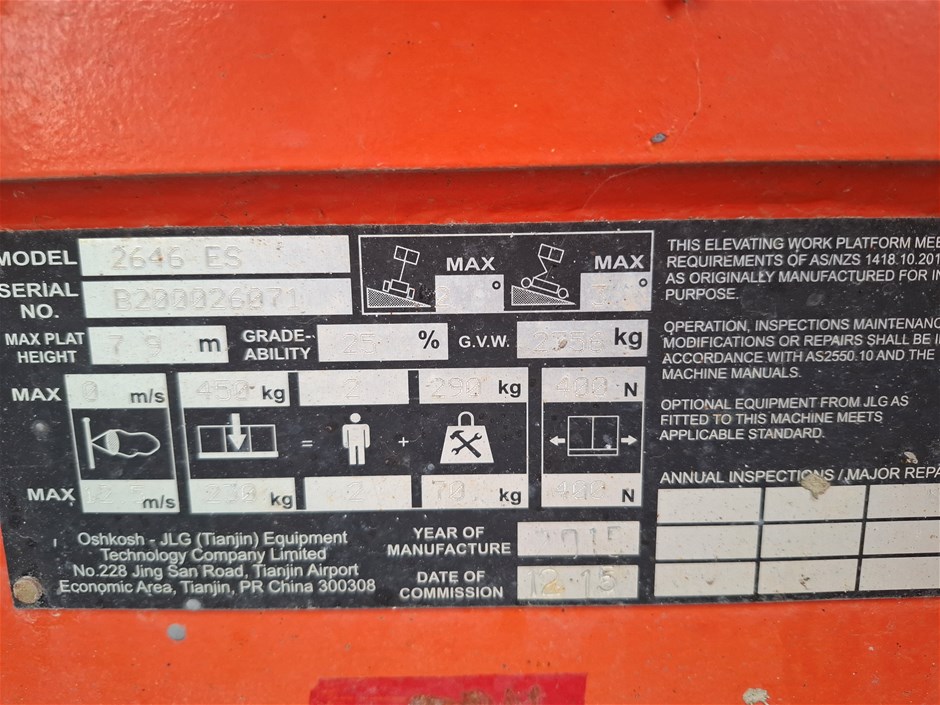 MODEL 2646 ES
SERIAL NO. B200026071
MAX PLAT HEIGHT 7.9 m GRADE-ABILITY 25 % G.V.W. kg
MAX ° MAX °
MAX 0 m/s 450 kg 2 290 kg 400 N
= +
MAX 12.5 m/s 230 kg 2 70 kg 400 N
Oshkosh - JLG (Tianjin) Equipment
Technology Company Limited
No.228 Jing San Road, Tianjin Airport
Economic Area, Tianjin, PR China 300308
YEAR OF MANUFACTURE
DATE OF COMMISSION 12 15
THIS ELEVATING WORK PLATFORM MEE
REQUIREMENTS OF AS/NZS 1418.10.201
AS ORIGINALLY MANUFACTURED FOR IN
PURPOSE.
OPERATION, INSPECTIONS MAINTENANC
MODIFICATIONS OR REPAIRS SHALL BE I
ACCORDANCE WITH AS2550.10 AND THE
MACHINE MANUALS.
OPTIONAL EQUIPMENT FROM JLG AS
FITTED TO THIS MACHINE MEETS
APPLICABLE STANDARD.
ANNUAL INSPECTIONS / MAJOR REPA